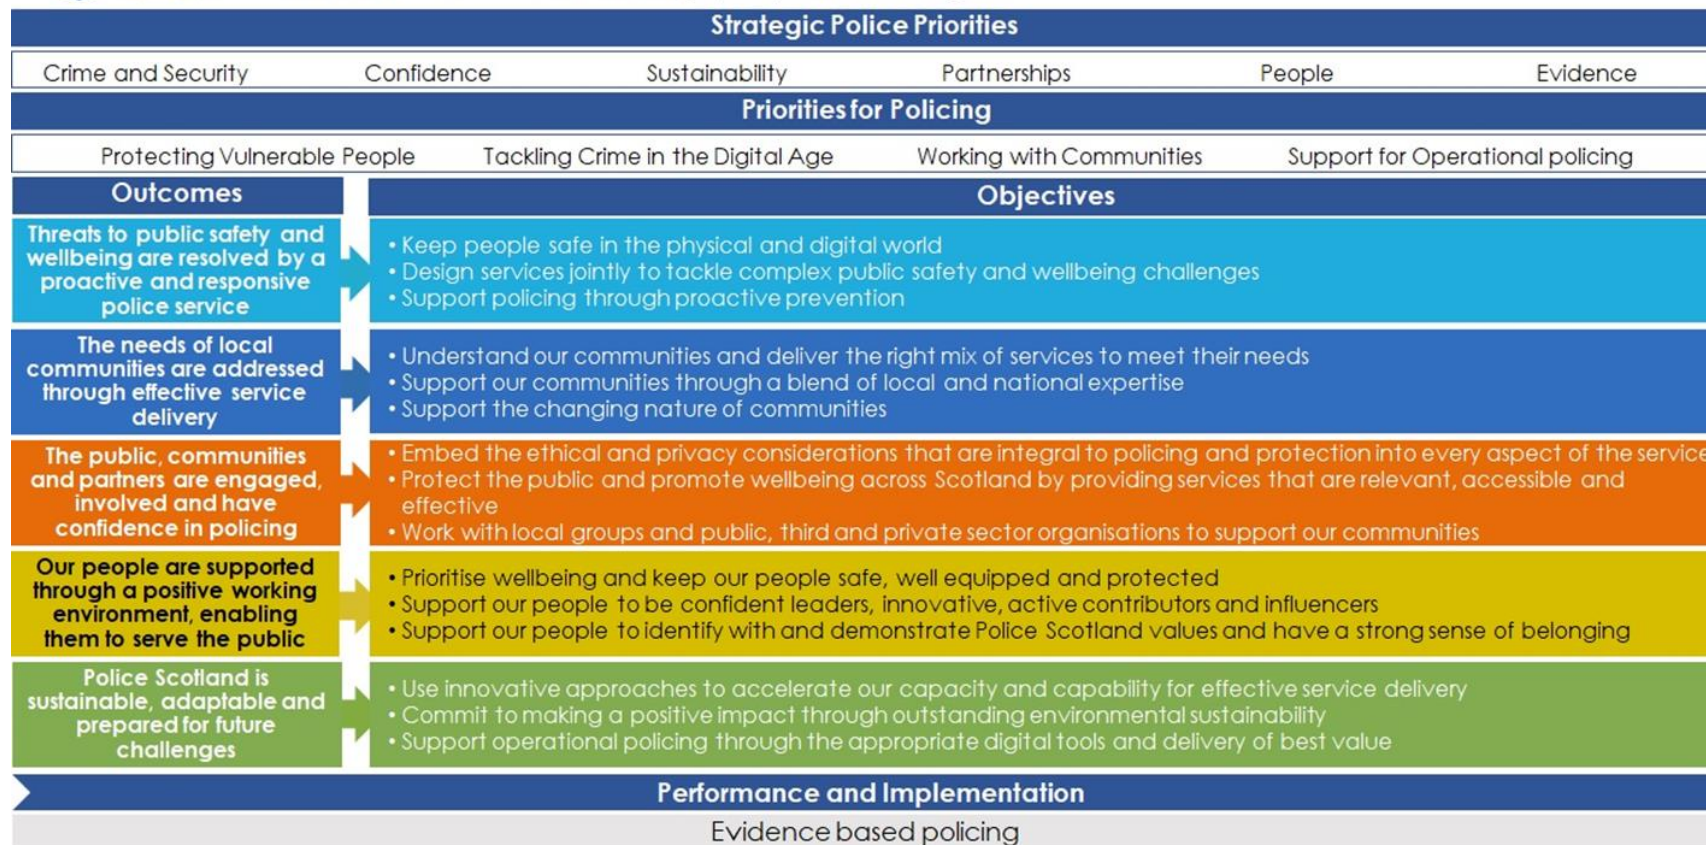 Strategic Police Priorities
Crime and Security Confidence Sustainability Partnerships People Evidence
Priorities for Policing
Protecting Vulnerable People Tackling Crime in the Digital Age Working with Communities Support for Operational policing
Outcomes
Objectives
Threats to public safety and
wellbeing are resolved by a
proactive and responsive
police service
• Keep people safe in the physical and digital world
• Design services jointly to tackle complex public safety and wellbeing challenges
• Support policing through proactive prevention
The needs of local
communities are addressed
through effective service
delivery
• Understand our communities and deliver the right mix of services to meet their needs
• Support our communities through a blend of local and national expertise
• Support the changing nature of communities
The public, communities
and partners are engaged,
involved and have
confidence in policing
• Embed the ethical and privacy considerations that are integral to policing and protection into every aspect of the service
• Protect the public and promote wellbeing across Scotland by providing services that are relevant, accessible and
effective
• Work with local groups and public, third and private sector organisations to support our communities
Our people are supported
through a positive working
environment, enabling
them to serve the public
• Prioritise wellbeing and keep our people safe, well equipped and protected
• Support our people to be confident leaders, innovative, active contributors and influencers
• Support our people to identify with and demonstrate Police Scotland values and have a strong sense of belonging
Police Scotland is
sustainable, adaptable and
prepared for future
challenges
• Use innovative approaches to accelerate our capacity and capability for effective service delivery
• Commit to making a positive impact through outstanding environmental sustainability
• Support operational policing through the appropriate digital tools and delivery of best value
Performance and Implementation
Evidence based policing